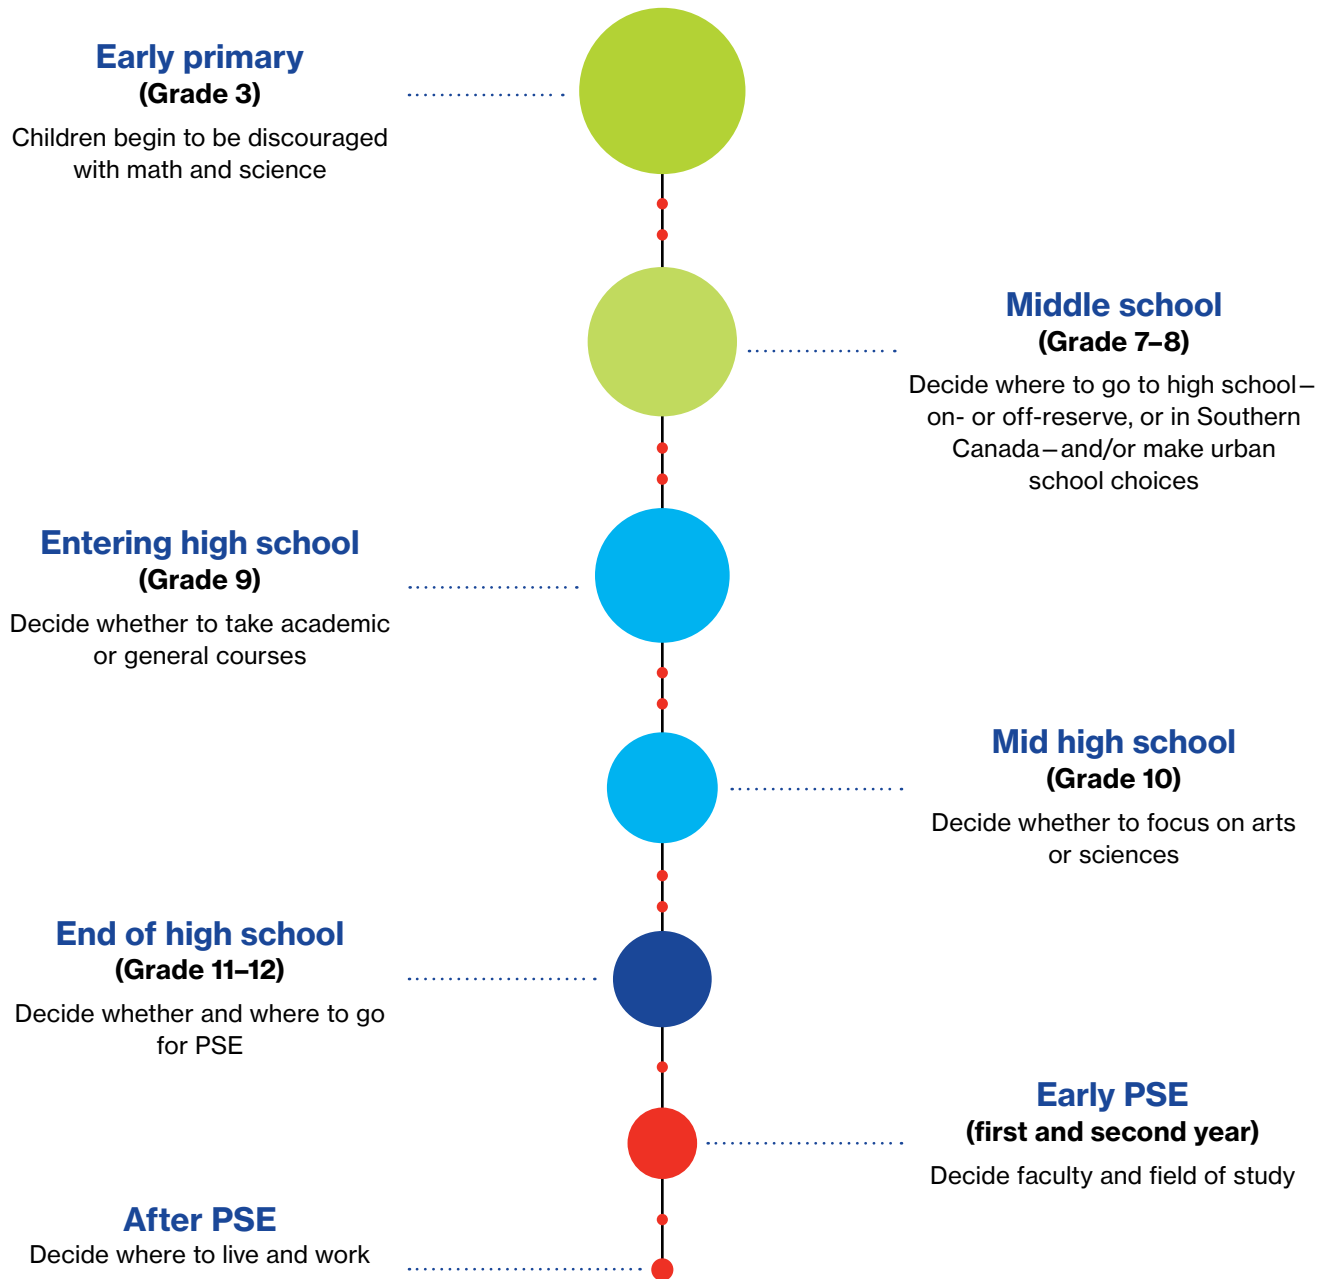 Early primary
(Grade 3)
Children begin to be discouraged
with math and science
Middle school
(Grade 7–8)
Decide where to go to high school—
on- or off-reserve, or in Southern
Canada—and/or make urban
school choices
Entering high school
(Grade 9)
Decide whether to take academic
or general courses
Mid high school
(Grade 10)
Decide whether to focus on arts
or sciences
End of high school
(Grade 11–12)
Decide whether and where to go
for PSE
Early PSE
(first and second year)
Decide faculty and field of study
After PSE
Decide where to live and work